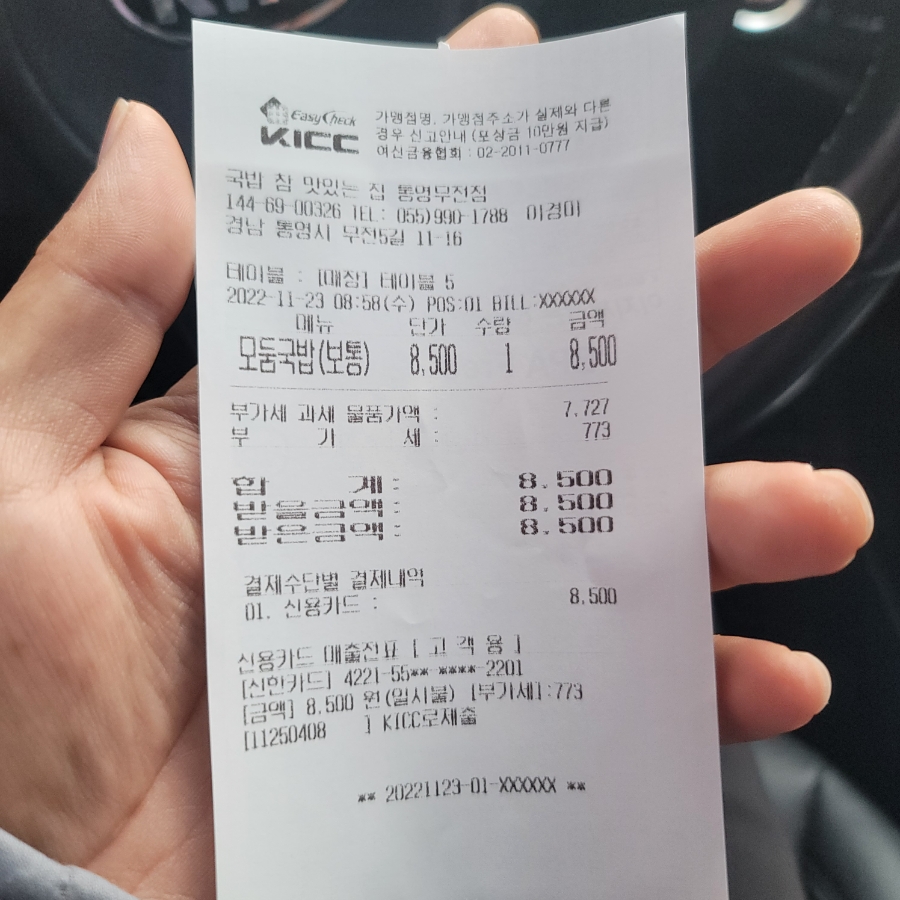 EasyCheck
KICC
가맹점명, 가맹점주소가 실제와 다른
경우 신고안내 (포상금 10만원 지급)
여신금융협회 : 02-2011-0777
국밥 참 맛있는 집 통영무전점
144-69-00326 TEL: 055)990-1788 이경미
경남 통영시 무전5길 11-16
테이블 : [매장] 테이블 5
2022-11-23 08:58(수) POS:01 BILL:XXXXXX
메뉴 단가 수량 금액
모둠국밥(보통) 8,500 1 8,500
부가세 과세 물품가액 : 7,727
부 가 세 : 773
합 계 : 8,500
받을금액 : 8,500
받은금액 : 8,500
결제수단별 결제내역
01. 신용카드 : 8,500
신용카드 매출전표 [ 고 객 용 ]
[신한카드] 4221-55** **** 2201
[금액] 8,500 원(일시불) [부가세]:773
[11250408 ] KICC로제출
** 20221123-01-XXXXXX **